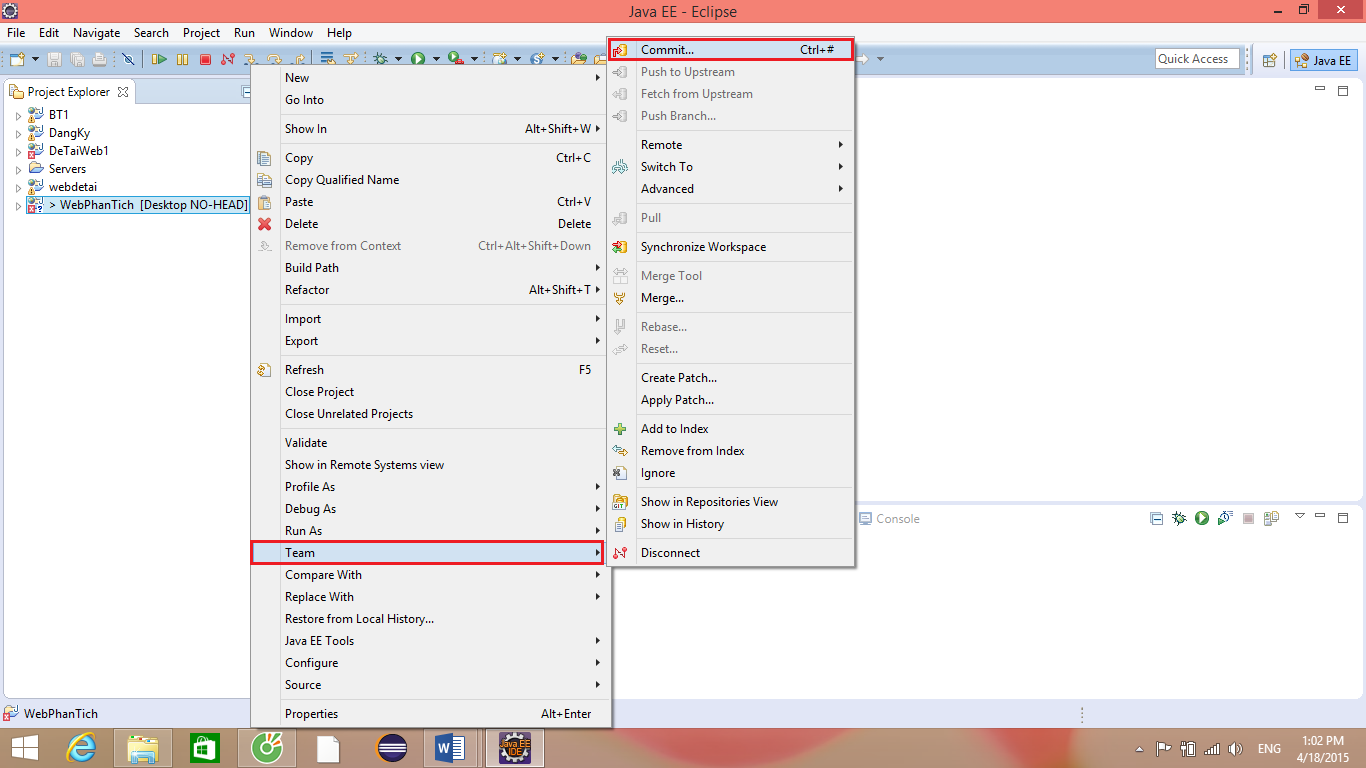 Java EE - Eclipse
File Edit Navigate Search Project Run Window Help
Quick Access
Java EE
Project Explorer
BT1
DangKy
DeTaiWeb1
Servers
webdetai
> WebPhanTich [Desktop NO-HEAD]
New
Go Into
Show In Alt+Shift+W
Copy Ctrl+C
Copy Qualified Name
Paste Ctrl+V
Delete Delete
Remove from Context Ctrl+Alt+Shift+Down
Build Path
Refactor Alt+Shift+T
Import
Export
Refresh F5
Close Project
Close Unrelated Projects
Validate
Show in Remote Systems view
Profile As
Debug As
Run As
Team
Compare With
Replace With
Restore from Local History...
Java EE Tools
Configure
Source
Properties Alt+Enter
Commit... Ctrl+#
Push to Upstream
Fetch from Upstream
Push Branch...
Remote
Switch To
Advanced
Pull
Synchronize Workspace
Merge Tool
Merge...
Rebase...
Reset...
Create Patch...
Apply Patch...
Add to Index
Remove from Index
Ignore
Show in Repositories View
Show in History
Disconnect
Console
WebPhanTich
Java EE
IDE
ENG
1:02 PM
4/18/2015